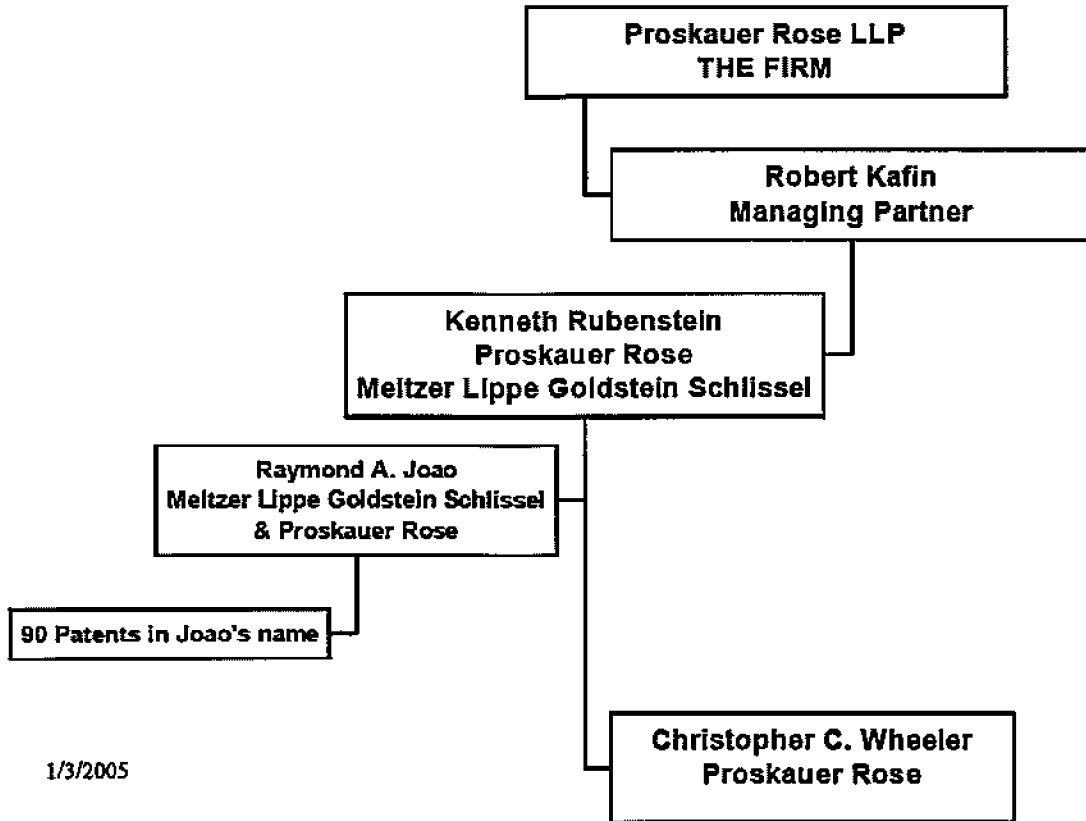 Proskauer Rose LLP
THE FIRM
Robert Kafin
Managing Partner
Kenneth Rubenstein
Proskauer Rose
Meltzer Lippe Goldstein Schlissel
Raymond A. Joao
Meltzer Lippe Goldstein Schlissel
& Proskauer Rose
90 Patents in Joao's name
Christopher C. Wheeler
Proskauer Rose
1/3/2005